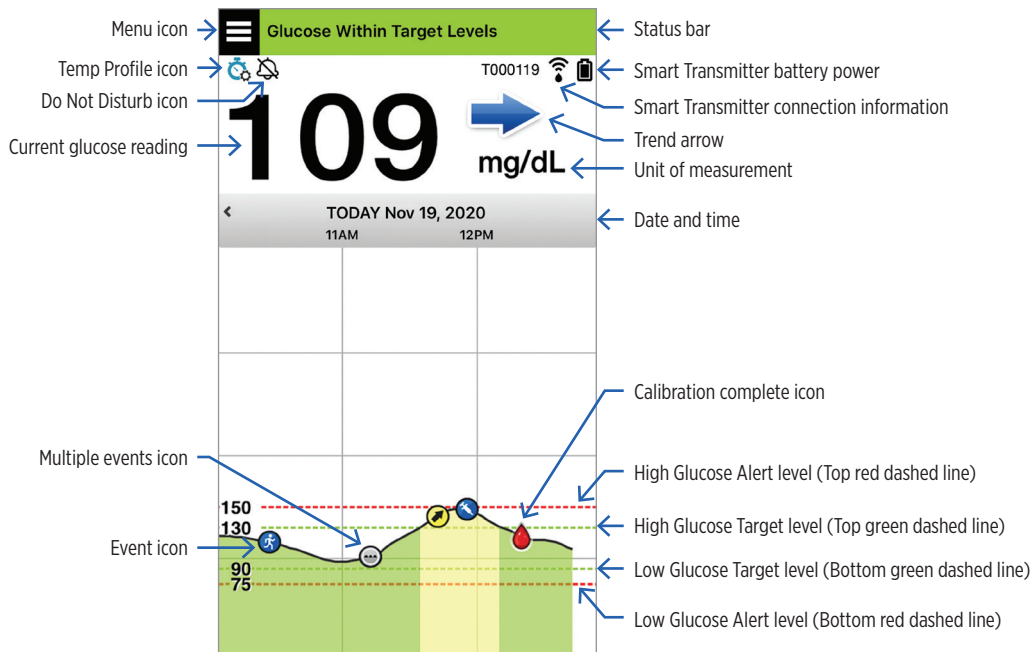 Menu icon
Glucose Within Target Levels
Status bar
Temp Profile icon
T000119
Smart Transmitter battery power
Do Not Disturb icon
Smart Transmitter connection information
109
Trend arrow
Current glucose reading
mg/dL
Unit of measurement
TODAY Nov 19, 2020
Date and time
11AM
12PM
Calibration complete icon
Multiple events icon
High Glucose Alert level (Top red dashed line)
150
130
High Glucose Target level (Top green dashed line)
Event icon
90
Low Glucose Target level (Bottom green dashed line)
75
Low Glucose Alert level (Bottom red dashed line)